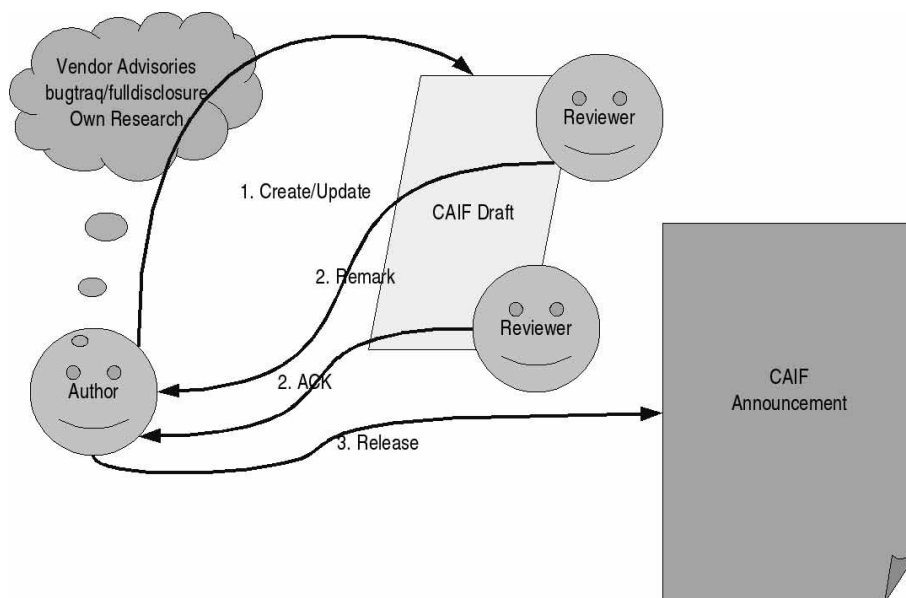 Vendor Advisories
bugtraq/fulldisclosure
Own Research
Reviewer
1. Create/Update
CAIF Draft
2. Remark
Reviewer
Author
2. ACK
CAIF
Announcement
3. Release